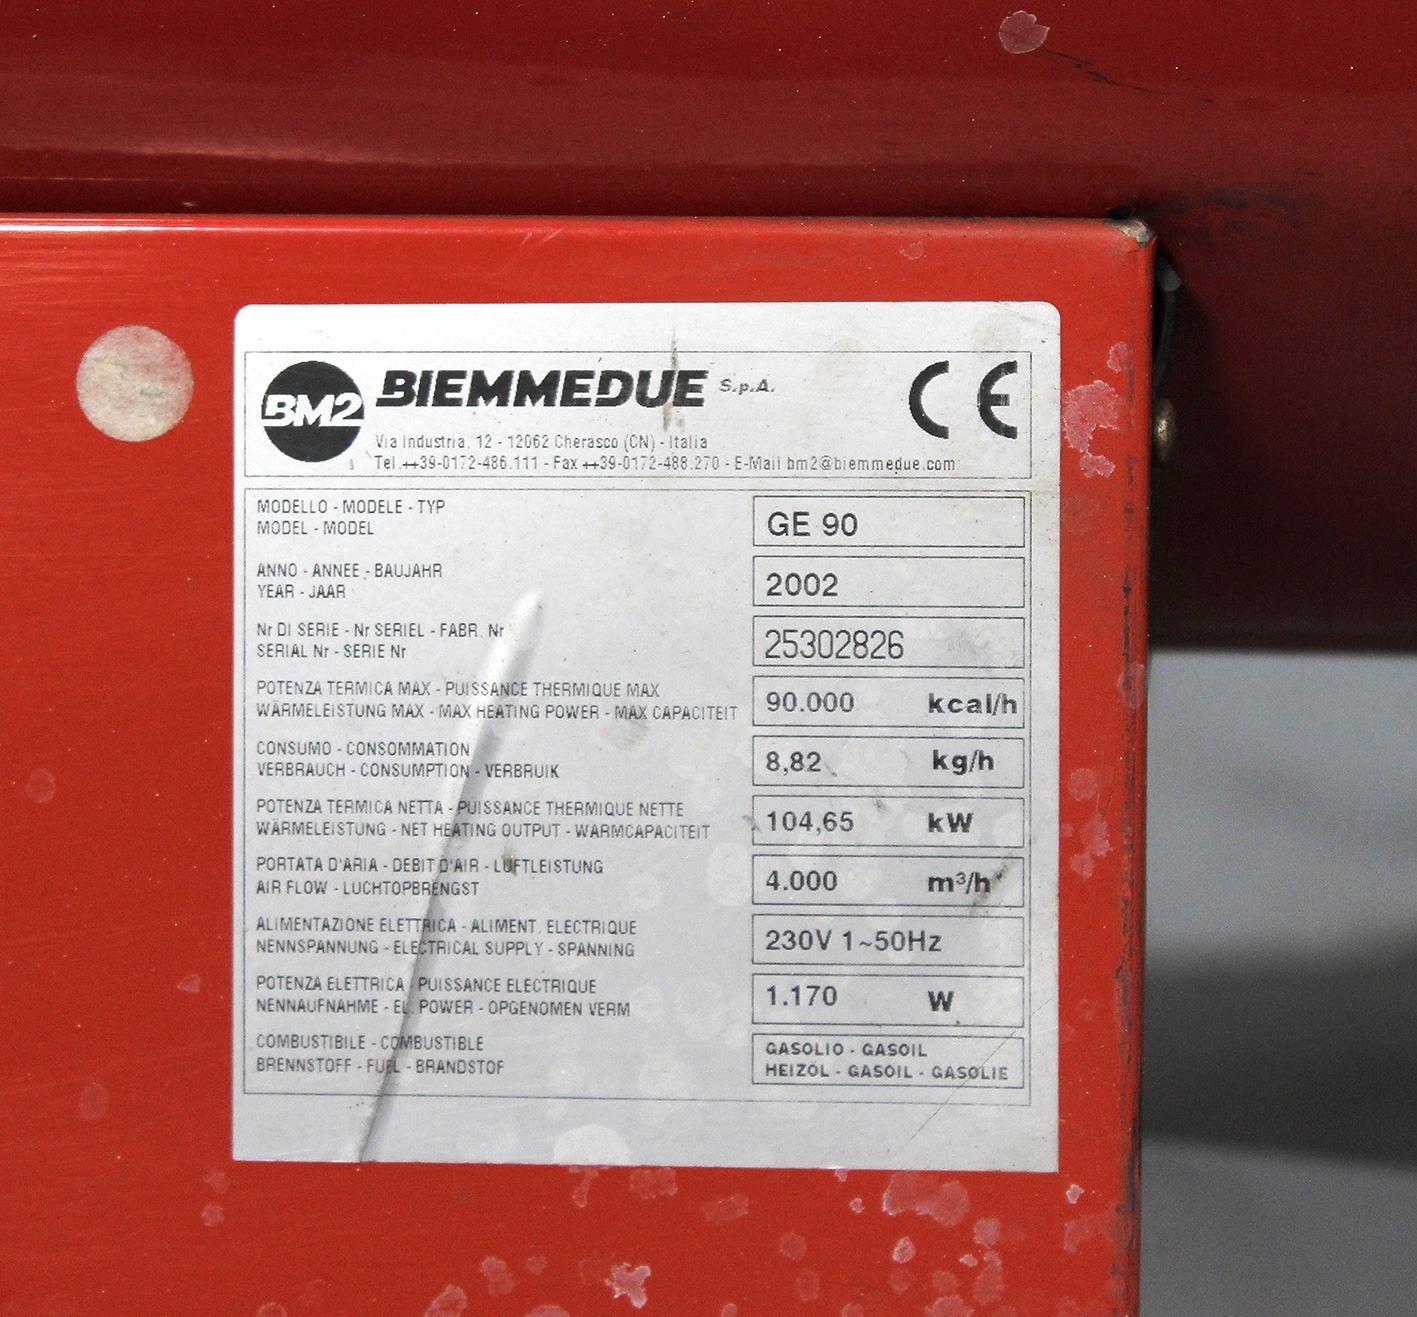 BM2 BIEMMEDUE S.p.A. CE
Via Industria, 12 - 12062 Cherasco (CN) - Italia
Tel.++39-0172-486.111 - Fax ++39-0172-488.270 - E-Mail bm2@biemmedue.com
MODELLO - MODELE - TYP
MODEL - MODEL
GE 90
ANNO - ANNEE - BAUJAHR
YEAR - JAAR
2002
Nr DI SERIE - Nr SERIEL - FABR. Nr
SERIAL Nr - SERIE Nr
25302826
POTENZA TERMICA MAX - PUISSANCE THERMIQUE MAX
WÄRMELEISTUNG MAX - MAX HEATING POWER - MAX CAPACITEIT
90.000 kcal/h
CONSUMO - CONSOMMATION
VERBRAUCH - CONSUMPTION - VERBRUIK
8,82 kg/h
POTENZA TERMICA NETTA - PUISSANCE THERMIQUE NETTE
WÄRMELEISTUNG - NET HEATING OUTPUT - WARMCAPACITEIT
104,65 kW
PORTATA D'ARIA - DEBIT D'AIR - LUFTLEISTUNG
AIR FLOW - LUCHTOPBRENGST
4.000 m³/h
ALIMENTAZIONE ELETTRICA - ALIMENT. ELECTRIQUE
NENNSPANNUNG - ELECTRICAL SUPPLY - SPANNING
230V 1~50Hz
POTENZA ELETTRICA - PUISSANCE ELECTRIQUE
NENNAUFNAHME - EL. POWER - OPGENOMEN VERM
1.170 W
COMBUSTIBILE - COMBUSTIBLE
BRENNSTOFF - FUEL - BRANDSTOF
GASOLIO - GASOIL
HEIZÖL - GASOIL - GASOLIE